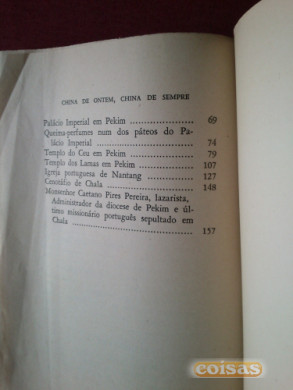 CHINA DE ONTEM, CHINA DE SEMPRE
Palácio Imperial em Pekim 69
Queima-perfumes num dos páteos do Pa-
lácio Imperial 74
Templo do Ceu em Pekim 79
Templo dos Lamas em Pekim 107
Igreja portuguesa de Nantang 127
Cenotáfio de Chala 148
Monsenhor Caetano Pires Pereira, lazarista,
Administrador da diocese de Pekim e úl-
timo missionário português sepultado em
Chala 157
coisas